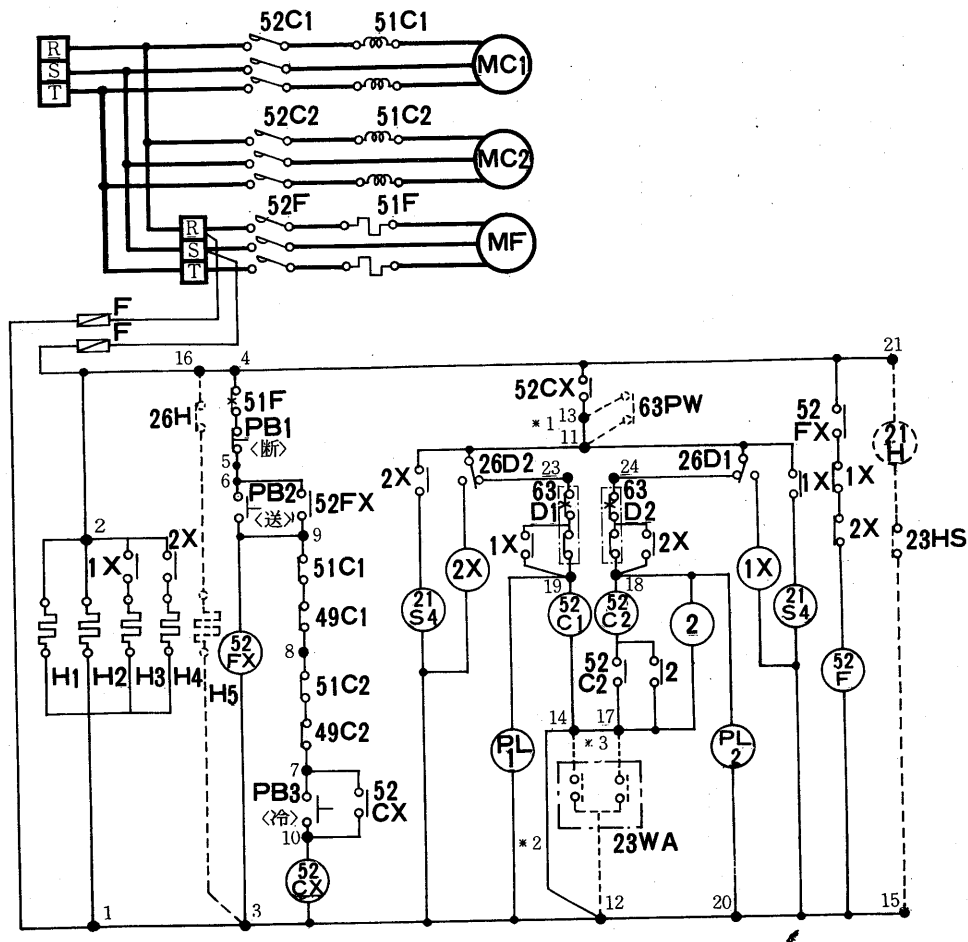 52C1
51C1
R
S
T
MC1
52C2
51C2
MC2
52F
51F
R
S
T
MF
F
F
16
4
21
26H
51F
PB1
〈断〉
52CX
13
*1
11
63PW
52
FX
21
H
5
6
PB2
〈送〉
52FX
2X
26D2
23
24
26D1
63
D1
63
D2
1X
1X
2X
23HS
2
1X
2X
9
51C1
1X
2X
2X
1X
19
18
49C1
21
S4
52
C1
52
C2
2
21
S4
8
52
FX
H1
H2
H3
H4
H5
51C2
49C2
52
C2
2
52
F
14
17
*3
PL
1
PL
2
7
PB3
〈冷〉
52
CX
10
*2
23WA
52
CX
1
3
12
20
15